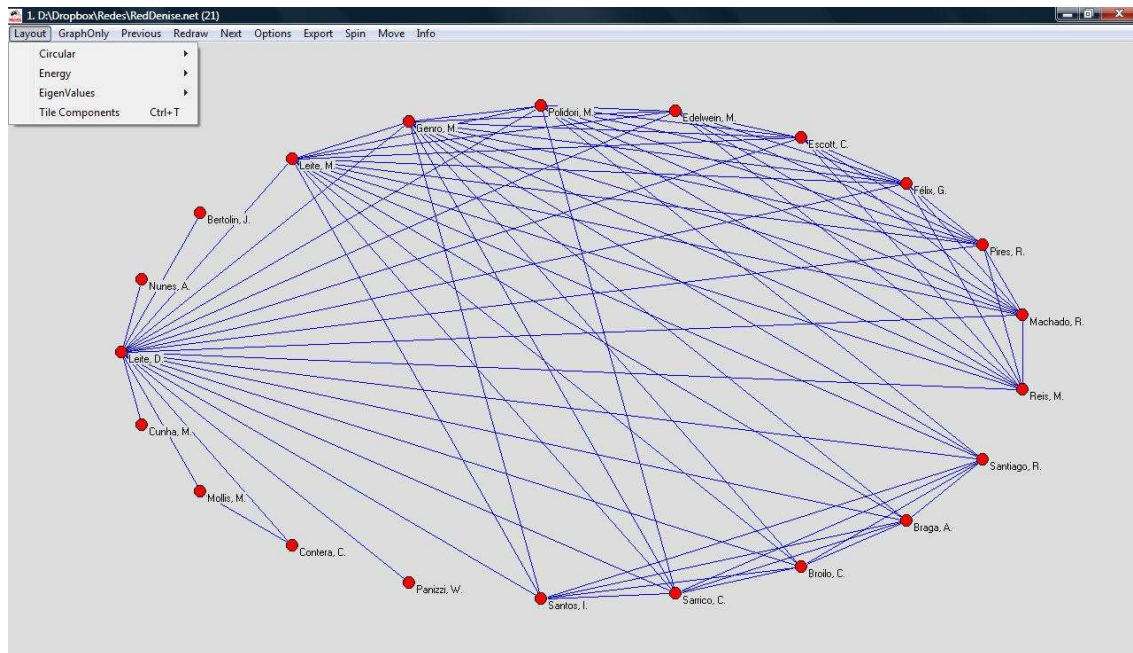 1. D:\Dropbox\Redes\RedDenise.net (21)
Layout GraphOnly Previous Redraw Next Options Export Spin Move Info
Circular
Energy
EigenValues
Tile Components Ctrl+T
Polidori, M.
Edelwein, M.
Genro, M.
Escott, C.
Leite, M.
Félix, G.
Bertolin, J.
Pires, R.
Nunes, A.
Machado, R.
Leite, D.
Reis, M.
Cunha, M.
Santiago, R.
Mollis, M.
Braga, A.
Contera, C.
Broilo, C.
Panizzi, W.
Sarrico, C.
Santos, I.